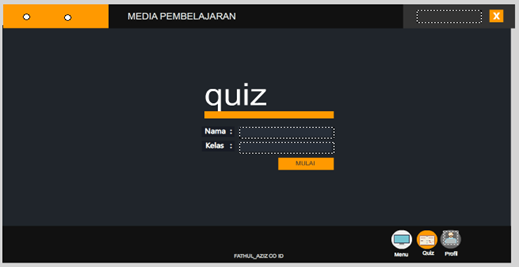 MEDIA PEMBELAJARAN
X
quiz
Nama :
Kelas :
MULAI
Menu
Quiz
Profil
FATHUL_AZIZ CO ID